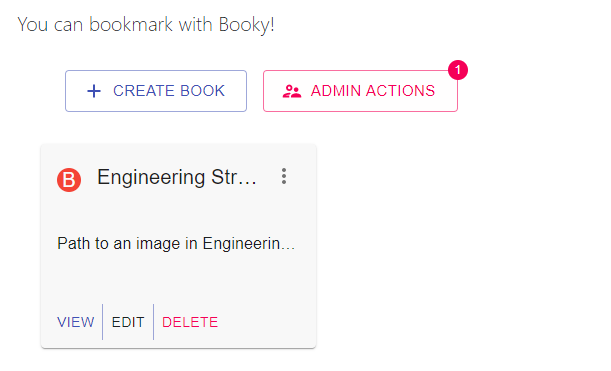 You can bookmark with Booky!
1
+ CREATE BOOK ADMIN ACTIONS
B Engineering Str...
Path to an image in Engineerin...
VIEW EDIT DELETE